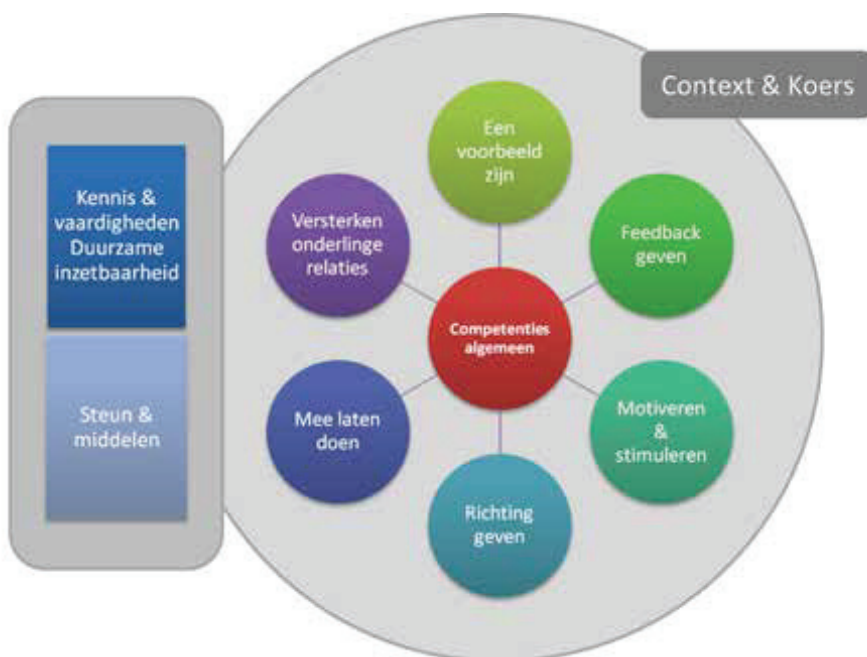 Context & Koers
Kennis &
vaardigheden
Duurzame
inzetbaarheid
Steun &
middelen
Een
voorbeeld
zijn
Feedback
geven
Motiveren
&
stimuleren
Richting
geven
Mee laten
doen
Versterken
onderlinge
relaties
Competenties
algemeen